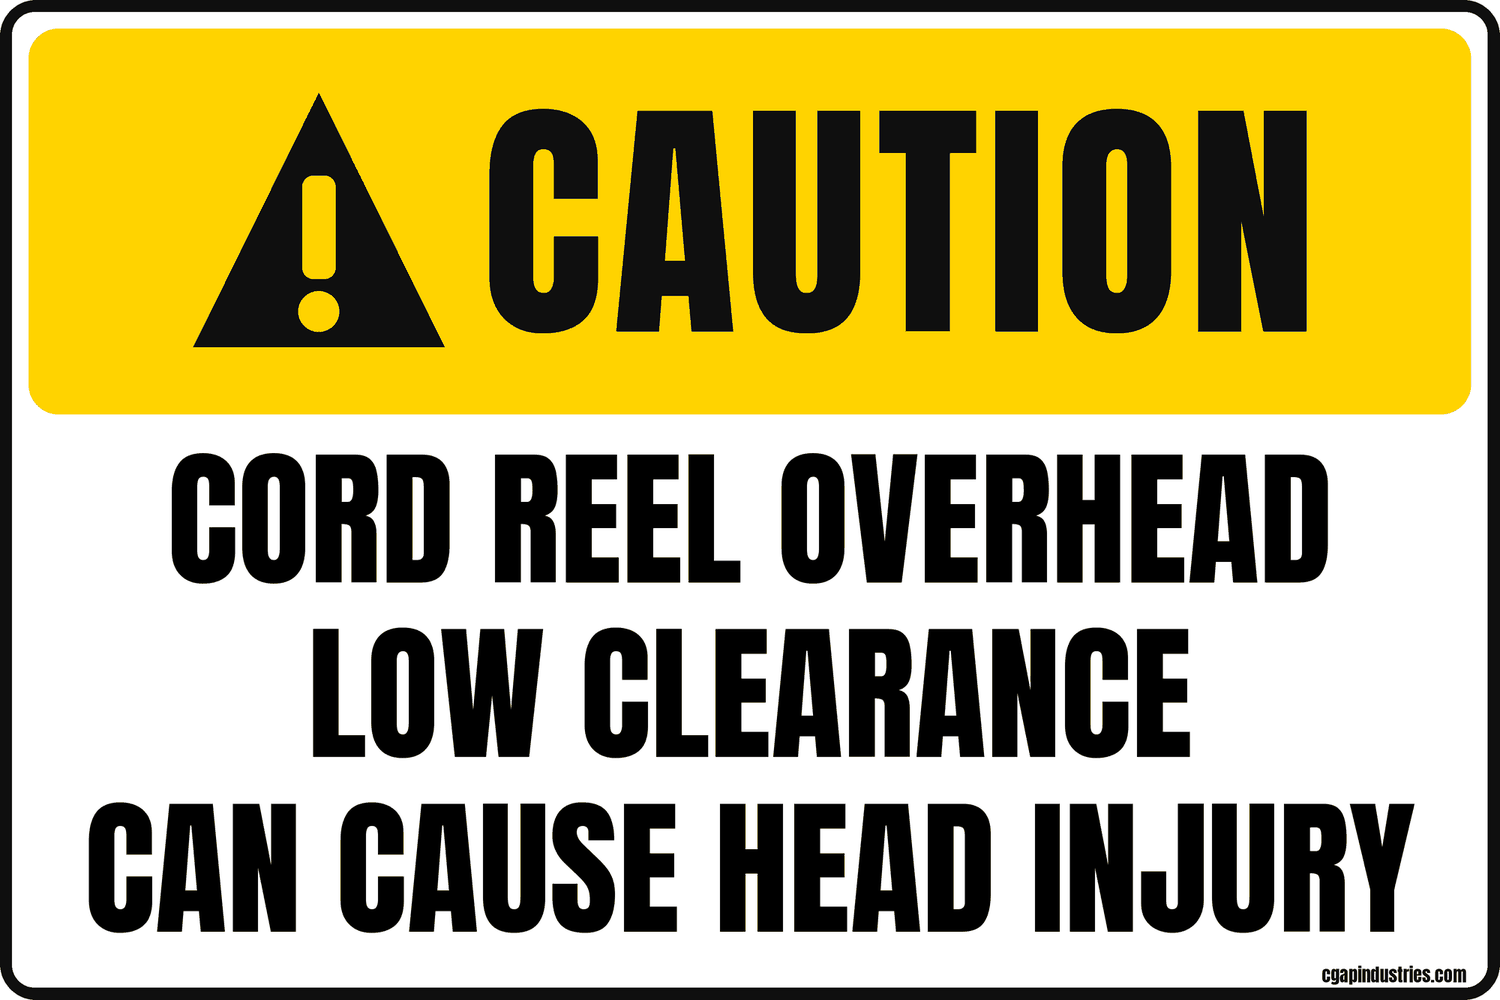 CAUTION
CORD REEL OVERHEAD
LOW CLEARANCE
CAN CAUSE HEAD INJURY
cgapindustries.com